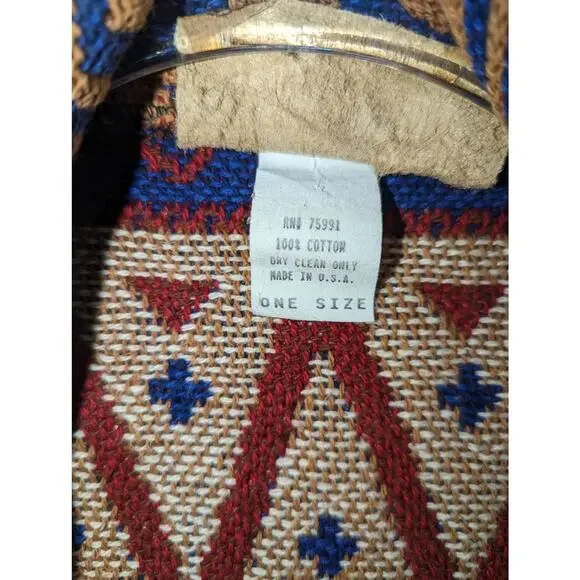 RN# 75991
100% COTTON
DRY CLEAN ONLY
MADE IN U.S.A.
ONE SIZE